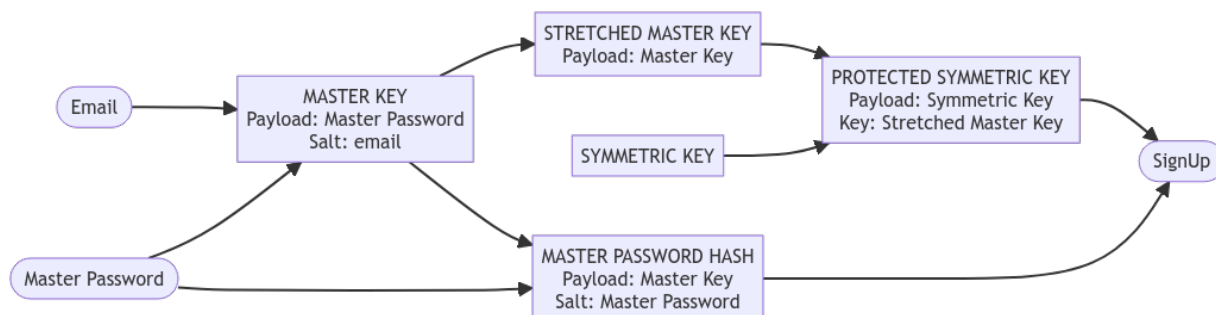 Email
Master Password
MASTER KEY
Payload: Master Password
Salt: email
STRETCHED MASTER KEY
Payload: Master Key
SYMMETRIC KEY
MASTER PASSWORD HASH
Payload: Master Key
Salt: Master Password
PROTECTED SYMMETRIC KEY
Payload: Symmetric Key
Key: Stretched Master Key
SignUp